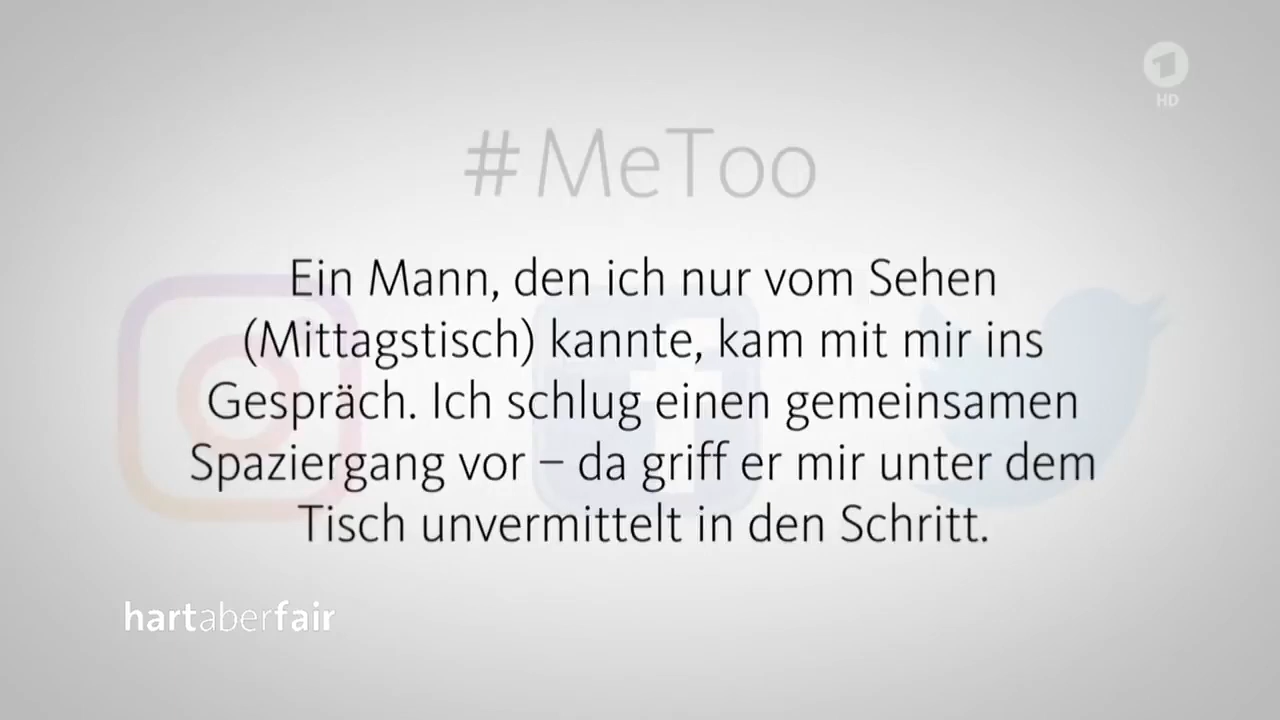 HD
#MeToo
Ein Mann, den ich nur vom Sehen
(Mittagstisch) kannte, kam mit mir ins
Gespräch. Ich schlug einen gemeinsamen
Spaziergang vor – da griff er mir unter dem
Tisch unvermittelt in den Schritt.
hartaberfair